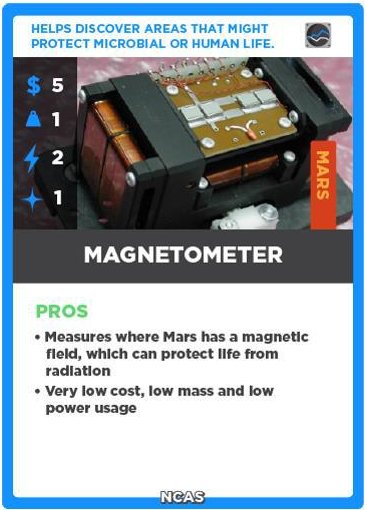 HELPS DISCOVER AREAS THAT MIGHT
PROTECT MICROBIAL OR HUMAN LIFE.
$ 5
1
2
1
MARS
MAGNETOMETER
PROS
• Measures where Mars has a magnetic
field, which can protect life from
radiation
• Very low cost, low mass and low
power usage
NCAS